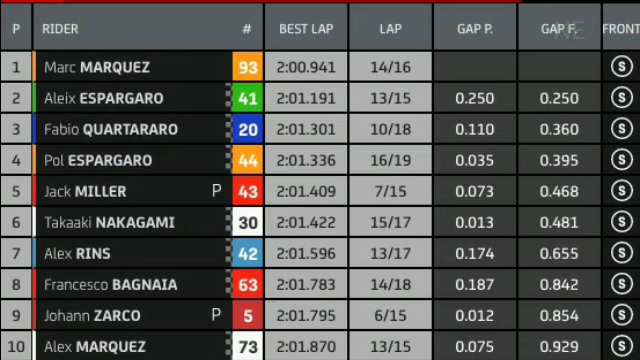 P RIDER # BEST LAP LAP GAP P. GAP F. FRONT
1 Marc MARQUEZ 93 2:00.941 14/16 S
2 Aleix ESPARGARO 41 2:01.191 13/15 0.250 0.250 S
3 Fabio QUARTARARO 20 2:01.301 10/18 0.110 0.360 S
4 Pol ESPARGARO 44 2:01.336 16/19 0.035 0.395 S
5 Jack MILLER P 43 2:01.409 7/15 0.073 0.468 S
6 Takaaki NAKAGAMI 30 2:01.422 15/17 0.013 0.481 S
7 Alex RINS 42 2:01.596 13/17 0.174 0.655 S
8 Francesco BAGNAIA 63 2:01.783 14/18 0.187 0.842 S
9 Johann ZARCO P 5 2:01.795 6/15 0.012 0.854 S
10 Alex MARQUEZ 73 2:01.870 13/15 0.075 0.929 S